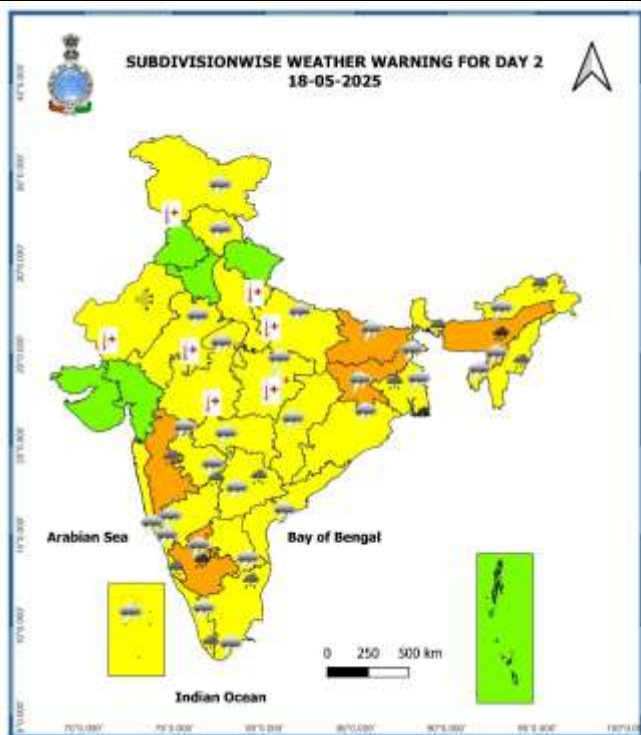 SUBDIVISIONWISE WEATHER WARNING FOR DAY 2
18-05-2025
Arabian Sea
Bay of Bengal
0 250 500 km
Indian Ocean